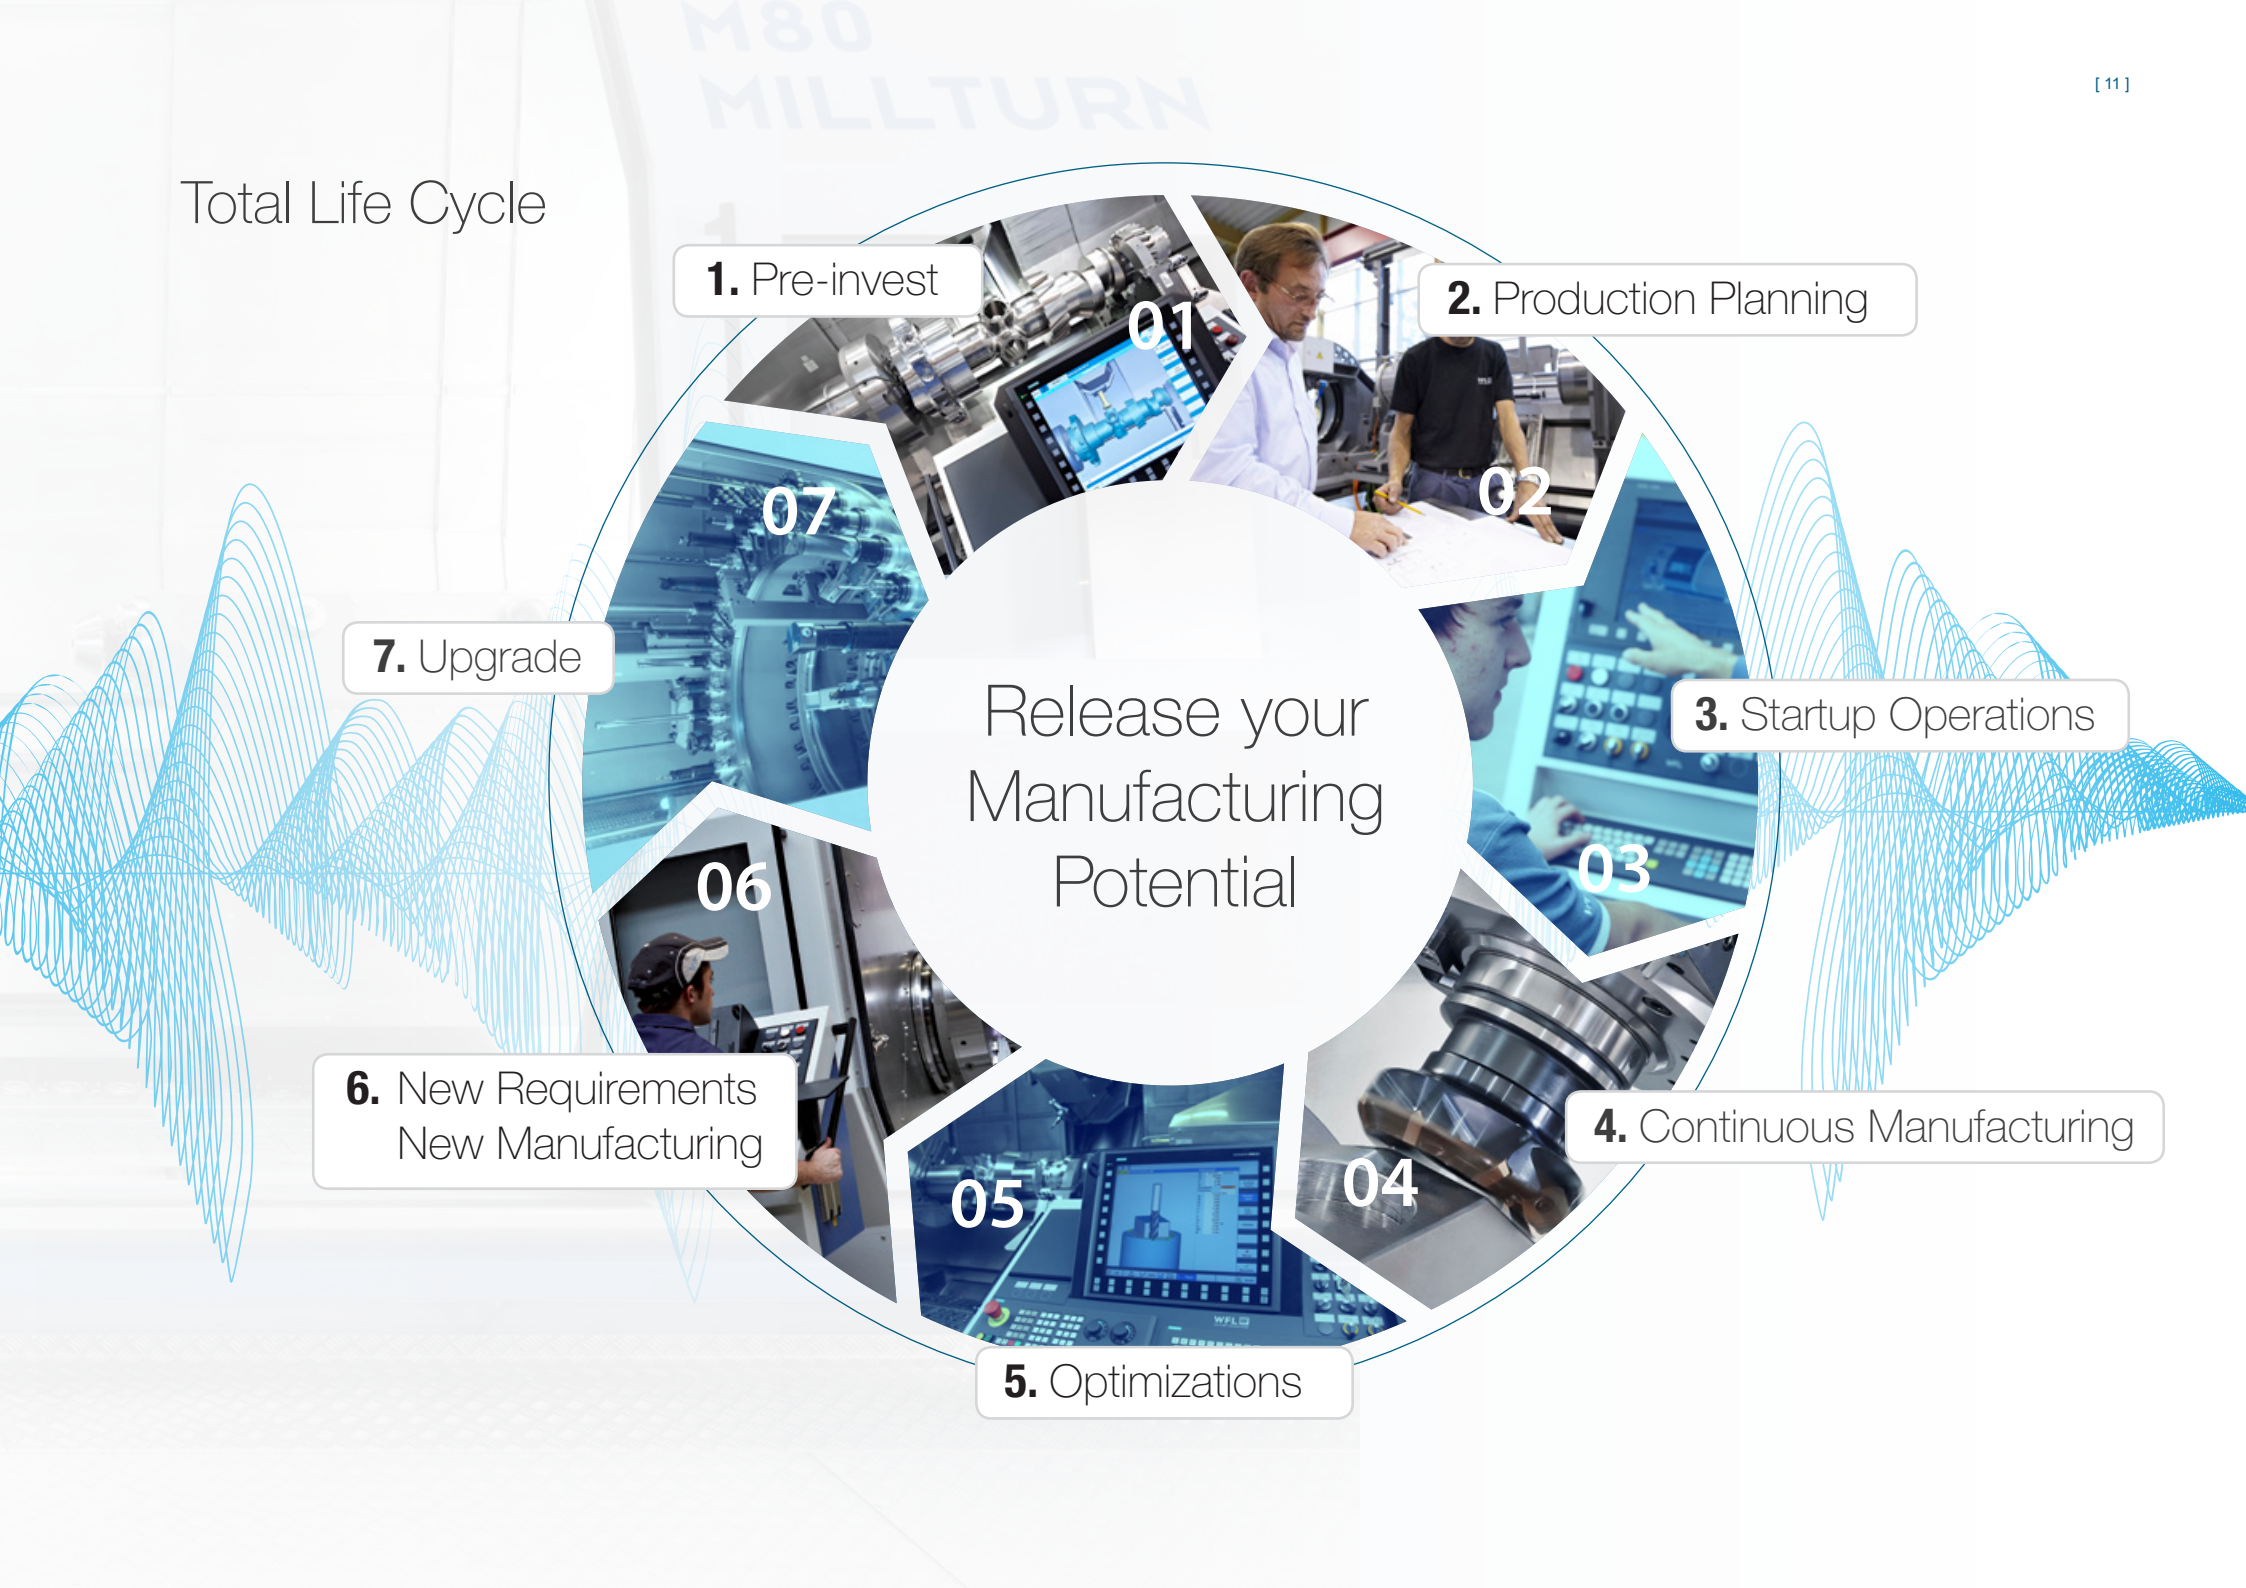 M80
MILLTURN
[ 11 ]
Total Life Cycle
1
1. Pre-invest
01
2. Production Planning
02
07
7. Upgrade
3. Startup Operations
03
Release your
Manufacturing
Potential
06
6. New Requirements
New Manufacturing
4. Continuous Manufacturing
04
05
WFL
5. Optimizations